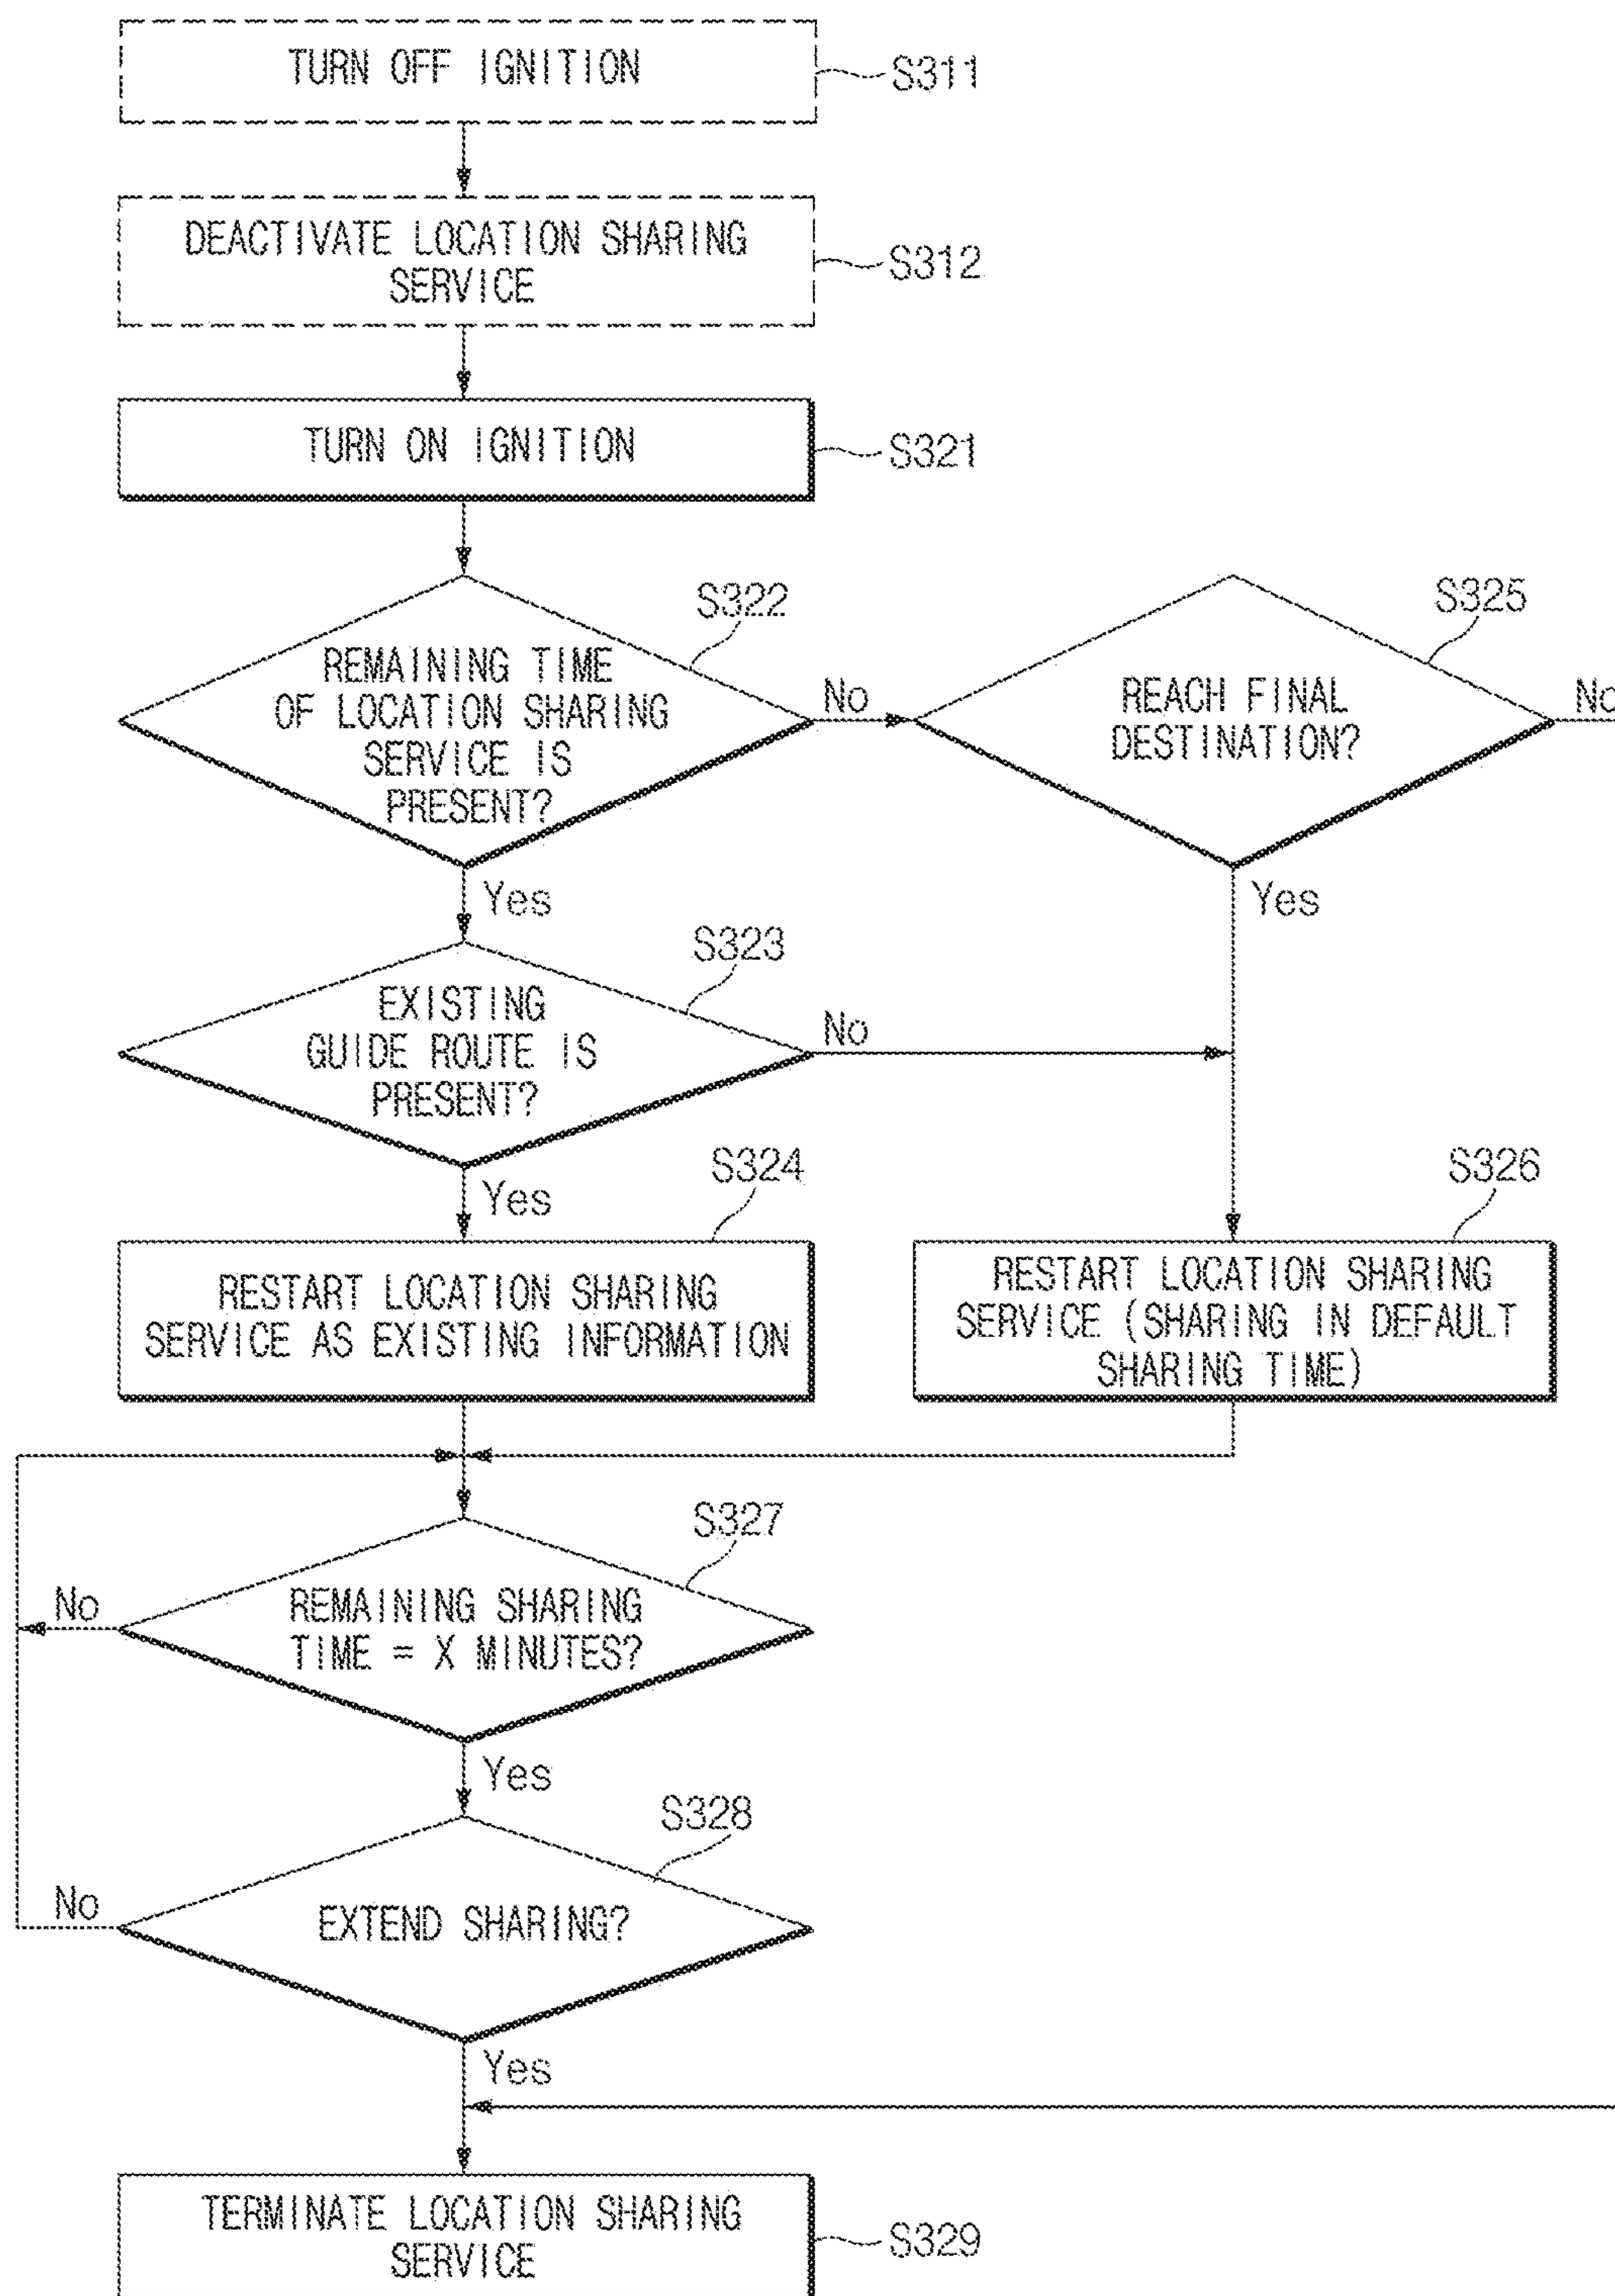 TURN OFF IGNITION
S311
DEACTIVATE LOCATION SHARING
SERVICE
S312
TURN ON IGNITION
S321
S322
REMAINING TIME
OF LOCATION SHARING
SERVICE IS
PRESENT?
No
Yes
S325
REACH FINAL
DESTINATION?
No
Yes
S323
EXISTING
GUIDE ROUTE IS
PRESENT?
No
Yes
S324
RESTART LOCATION SHARING
SERVICE AS EXISTING INFORMATION
S326
RESTART LOCATION SHARING
SERVICE (SHARING IN DEFAULT
SHARING TIME)
S327
REMAINING SHARING
TIME = X MINUTES?
No
Yes
S328
EXTEND SHARING?
No
Yes
TERMINATE LOCATION SHARING
SERVICE
S329